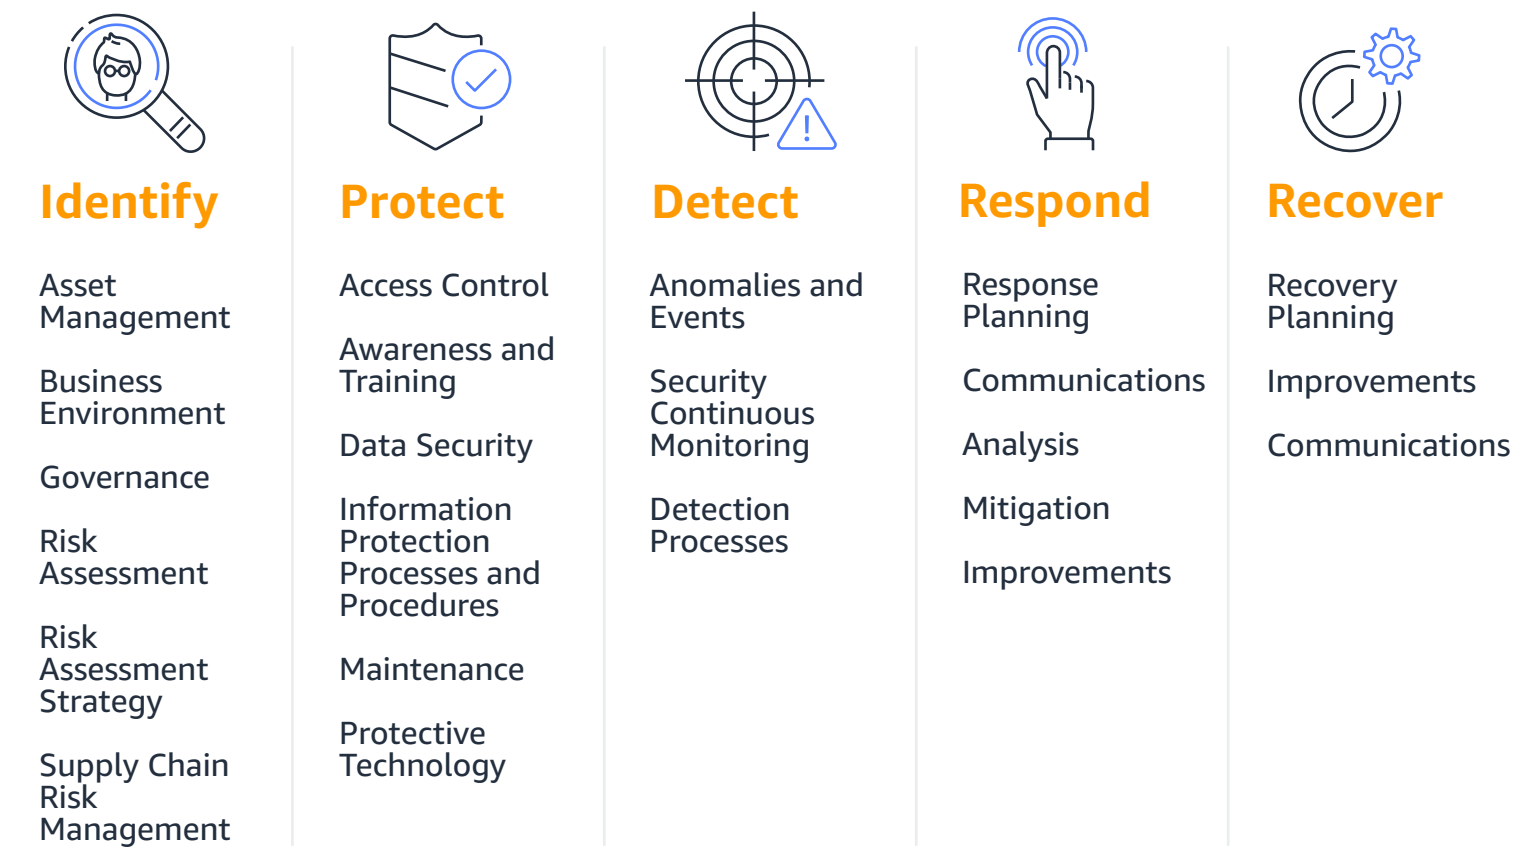 Identify
Asset
Management
Business
Environment
Governance
Risk
Assessment
Risk
Assessment
Strategy
Supply Chain
Risk
Management
Protect
Access Control
Awareness and
Training
Data Security
Information
Protection
Processes and
Procedures
Maintenance
Protective
Technology
Detect
Anomalies and
Events
Security
Continuous
Monitoring
Detection
Processes
Respond
Response
Planning
Communications
Analysis
Mitigation
Improvements
Recover
Recovery
Planning
Improvements
Communications